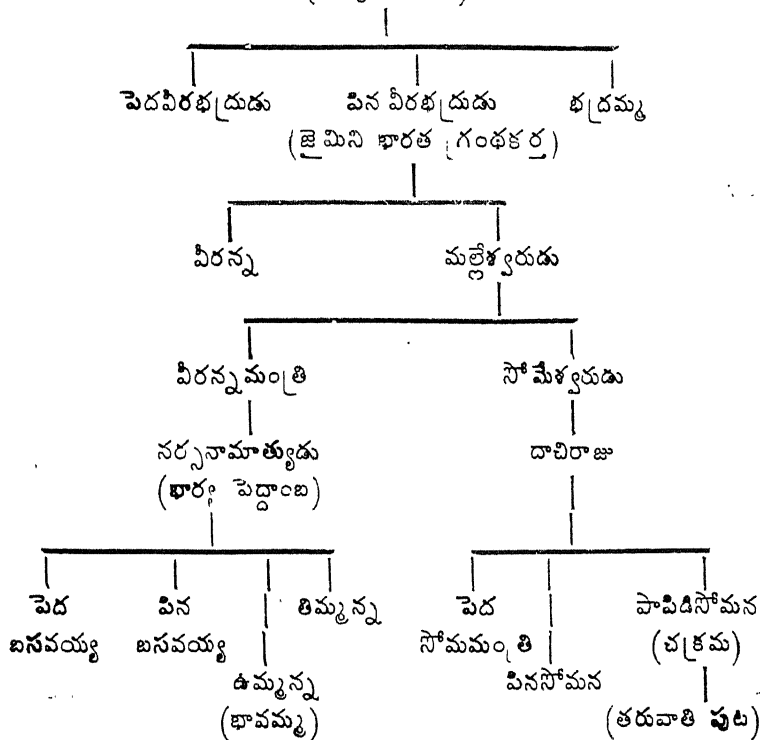 పెదవీరభద్రుడు పిన వీరభద్రుడు భద్రమ్మ
(జైమిని భారత గ్రంథకర్త)
వీరన్న మల్లేశ్వరుడు
వీరన్నమంత్రి సోమేశ్వరుడు
నర్సనామాత్యుడు దాచిరాజు
(భార్య పెద్దాంబ)
పెద పిన తిమ్మన్న పెద పాపిడిసోమన
బసవయ్య బసవయ్య సోమమంత్రి (చక్రమ)
ఉమ్మన్న పినసోమన
(భావమ్మ) (తరువాతి పుట)